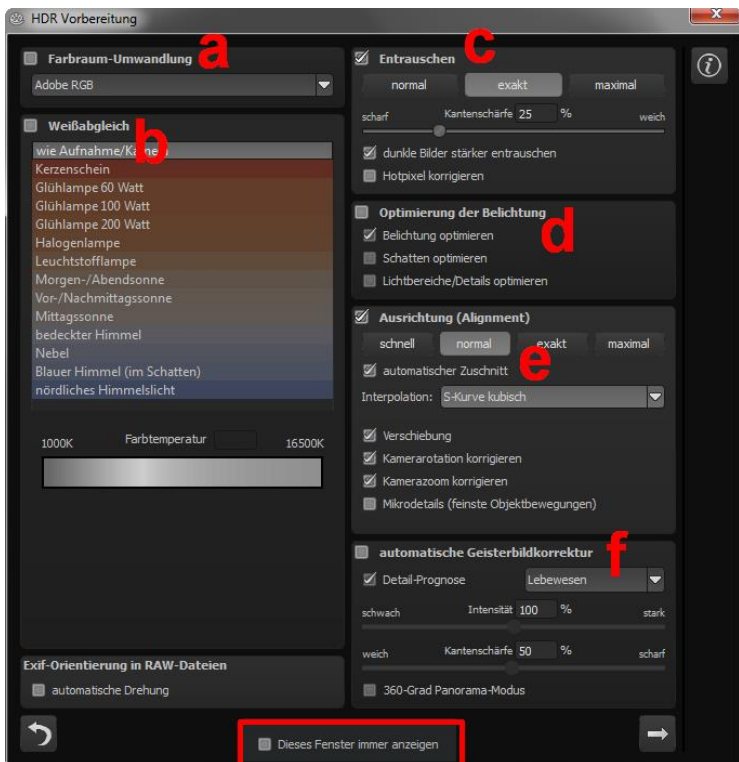 HDR Vorbereitung
a
Farbraum-Umwandlung
Adobe RGB
b
Weißabgleich
wie Aufnahme/Kamera
Kerzenschein
Glühlampe 60 Watt
Glühlampe 100 Watt
Glühlampe 200 Watt
Halogenlampe
Leuchtstofflampe
Morgen-/Abendsonne
Vor-/Nachmittagssonne
Mittagssonne
bedeckter Himmel
Nebel
Blauer Himmel (im Schatten)
nördliches Himmelslicht
1000K Farbtemperatur 16500K
Exif-Orientierung in RAW-Dateien
automatische Drehung
c
Entrauschen
normal exakt maximal
scharf Kantenschärfe 25 % weich
dunkle Bilder stärker entrauschen
Hotpixel korrigieren
d
Optimierung der Belichtung
Belichtung optimieren
Schatten optimieren
Lichtbereiche/Details optimieren
Ausrichtung (Alignment)
schnell normal exakt maximal
e
automatischer Zuschnitt
Interpolation: S-Kurve kubisch
Verschiebung
Kamerarotation korrigieren
Kamerazoom korrigieren
Mikrodetails (feinste Objektbewegungen)
f
automatische Geisterbildkorrektur
Detail-Prognose Lebewesen
schwach Intensität 100 % stark
weich Kantenschärfe 50 % scharf
360-Grad Panorama-Modus
Dieses Fenster immer anzeigen